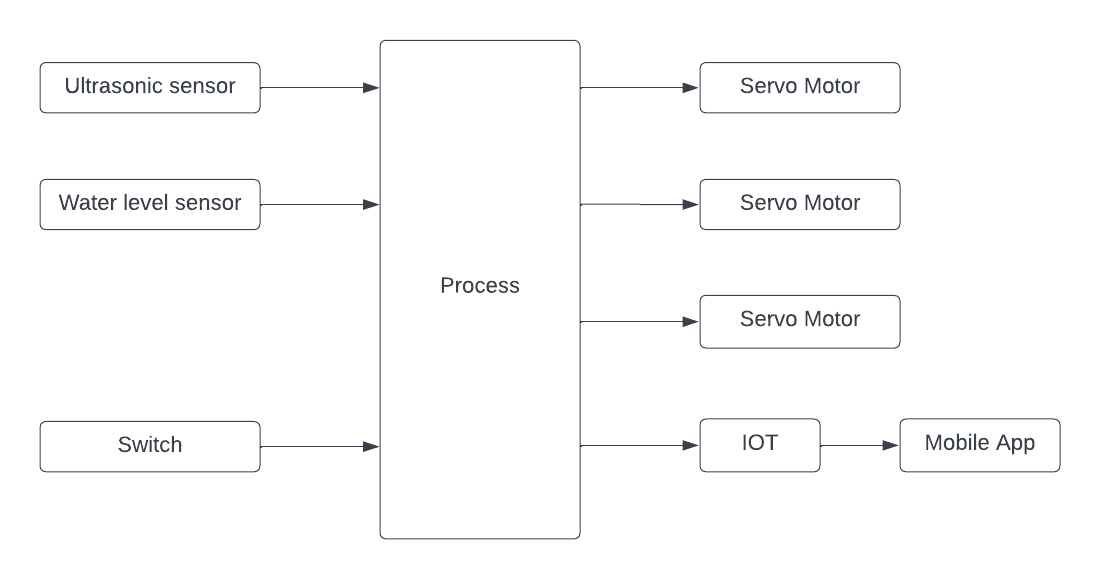 Ultrasonic sensor
Servo Motor
Water level sensor
Servo Motor
Process
Servo Motor
Switch
IOT
Mobile App